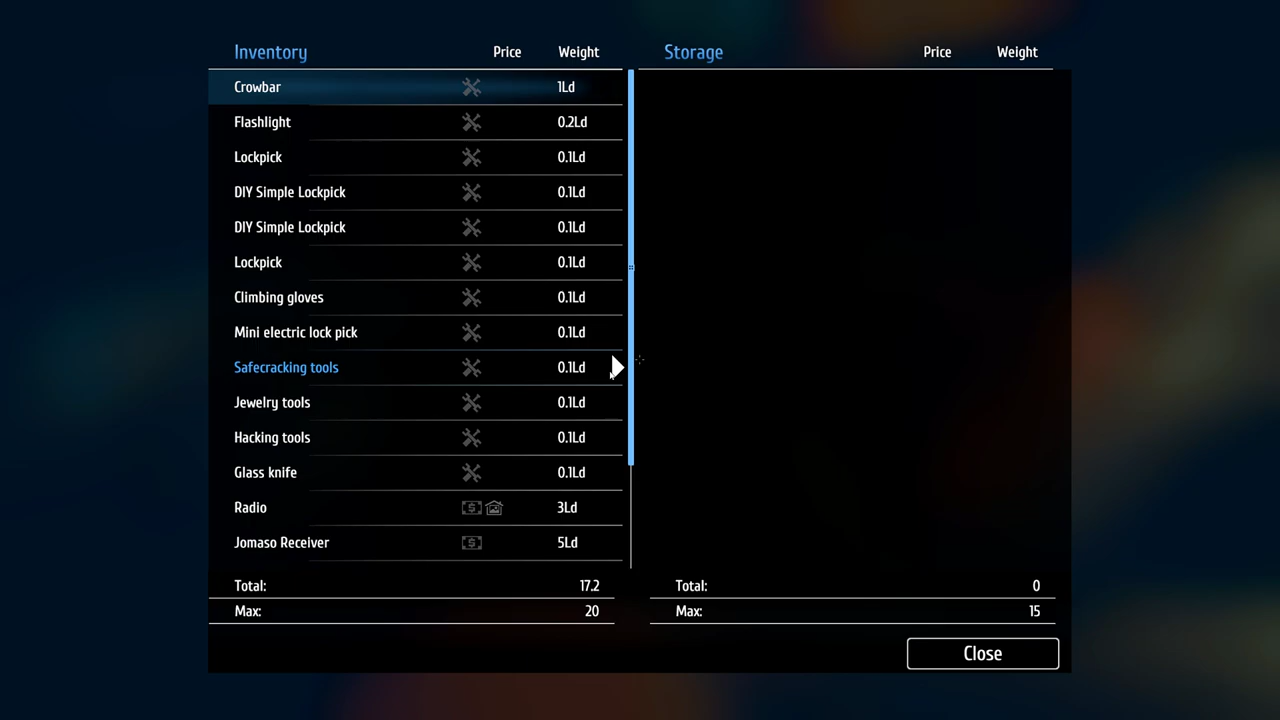 Inventory Price Weight
Crowbar 1Ld
Flashlight 0.2Ld
Lockpick 0.1Ld
DIY Simple Lockpick 0.1Ld
DIY Simple Lockpick 0.1Ld
Lockpick 0.1Ld
Climbing gloves 0.1Ld
Mini electric lock pick 0.1Ld
Safecracking tools 0.1Ld
Jewelry tools 0.1Ld
Hacking tools 0.1Ld
Glass knife 0.1Ld
Radio 3Ld
Jomaso Receiver 5Ld
Total: 17.2
Max: 20
Storage Price Weight
Total: 0
Max: 15
Close